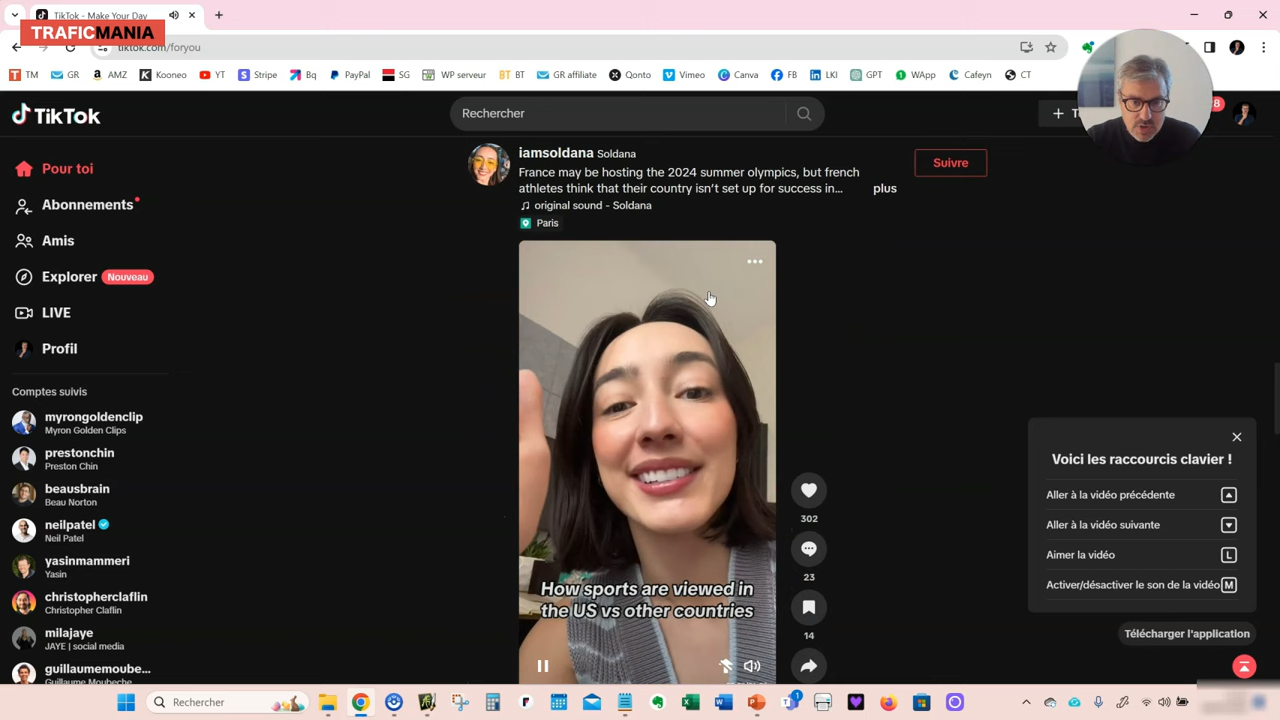 TikTok - Make Your Day
TRAFICMANIA
tiktok.com/foryou
TM
GR
AMZ
Kooneo
YT
Stripe
Bq
PayPal
SG
WP serveur
BT
GR affiliate
Qonto
Vimeo
Canva
FB
LKI
GPT
WApp
Cafeyn
CT
TikTok
Rechercher
8
Pour toi
Abonnements
Amis
Explorer Nouveau
LIVE
Profil
Comptes suivis
myrongoldenclip
Myron Golden Clips
prestonchin
Preston Chin
beausbrain
Beau Norton
neilpatel
Neil Patel
yasinmammeri
Yasin
christopherclaflin
Christopher Claflin
milajaye
JAYE | social media
guillaumemoube...
Guillaume Moubeche
iamsoldana Soldana
France may be hosting the 2024 summer olympics, but french
athletes think that their country isn't set up for success in... plus
original sound - Soldana
Paris
Suivre
How sports are viewed in
the US vs other countries
302
23
14
Voici les raccourcis clavier !
Aller à la vidéo précédente
Aller à la vidéo suivante
Aimer la vidéo L
Activer/désactiver le son de la vidéo M
Télécharger l'application
Rechercher
1